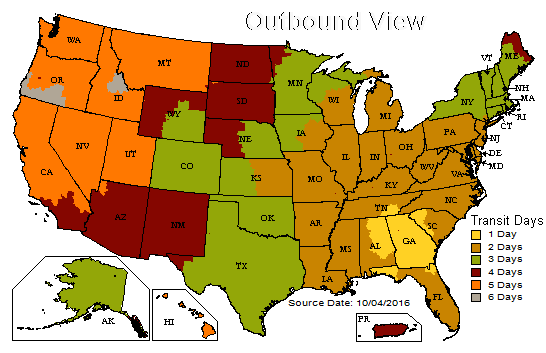 Outbound View
WA
MT
ND
MN
ME
VT
OR
ID
SD
WI
NH
MA
WY
MI
NY
RI
CT
IA
NE
PA
NJ
NV
UT
IL
IN
OH
DE
MD
CA
CO
KS
MO
WV
VA
KY
NC
TN
AZ
NM
OK
AR
SC
MS
AL
GA
TX
LA
FL
AK
HI
PR
Transit Days
1 Day
2 Days
3 Days
4 Days
5 Days
6 Days
Source Date: 10/04/2016